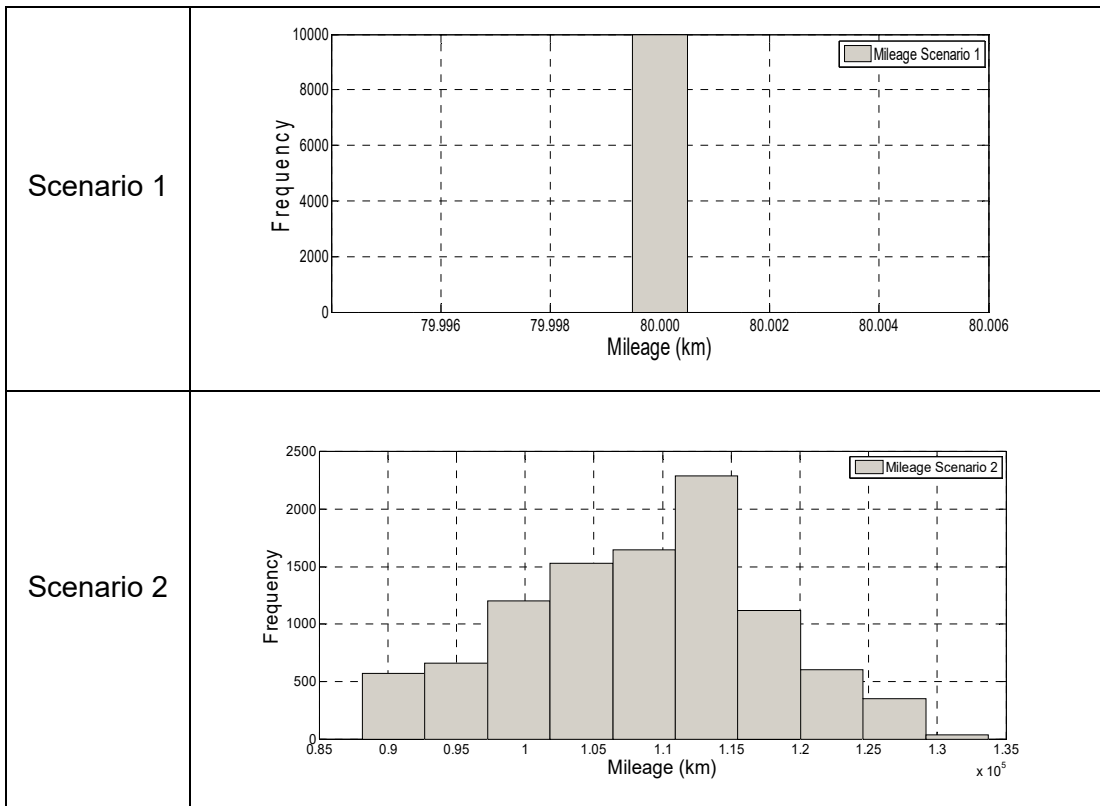 Scenario 1
Mileage Scenario 1
Frequency
10000
8000
6000
4000
2000
0
79.996 79.998 80.000 80.002 80.004 80.006
Mileage (km)
Scenario 2
Mileage Scenario 2
Frequency
2500
2000
1500
1000
500
0
0.85 0.9 0.95 1 1.05 1.1 1.15 1.2 1.25 1.3 1.35
Mileage (km)
x 10⁵